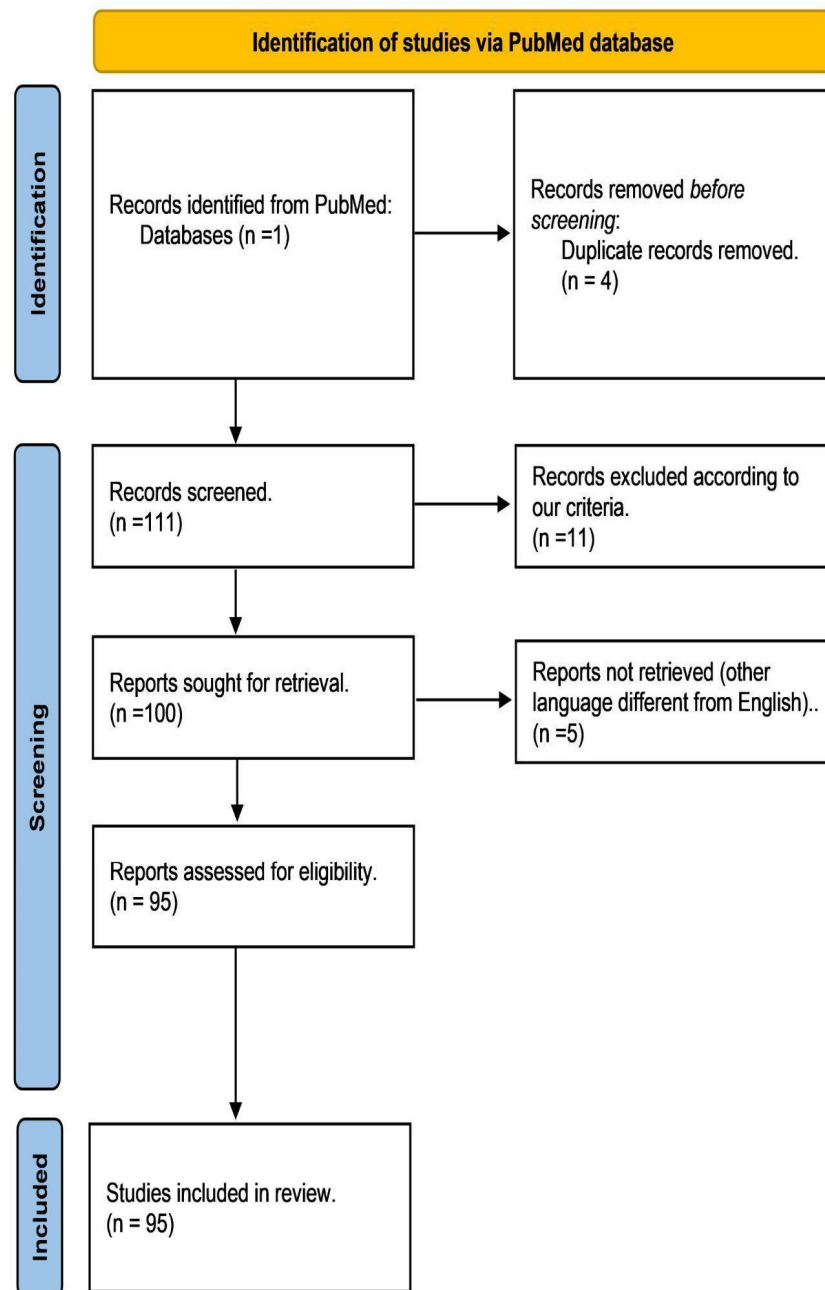 Identification of studies via PubMed database
Identification
Records identified from PubMed:
Databases (n =1)
Records removed before
screening:
Duplicate records removed.
(n = 4)
Screening
Records screened.
(n =111)
Records excluded according to
our criteria.
(n =11)
Reports sought for retrieval.
(n =100)
Reports not retrieved (other
language different from English)..
(n =5)
Reports assessed for eligibility.
(n = 95)
Included
Studies included in review.
(n = 95)